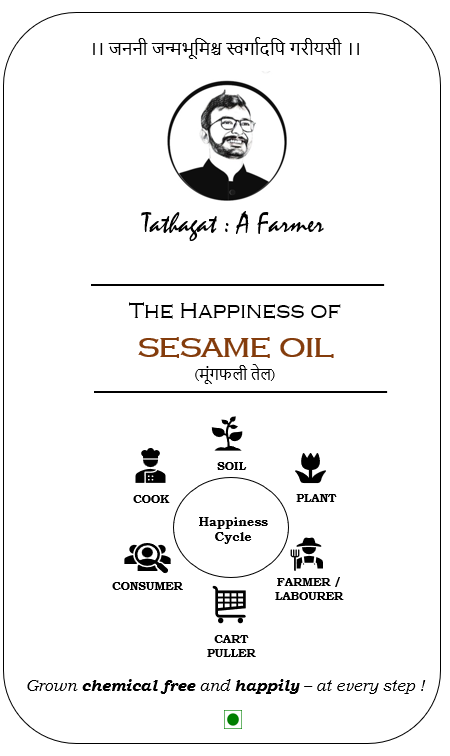 ।। जननी जन्मभूमिश्च स्वर्गादपि गरीयसी ।।
Tathagat : A Farmer
THE HAPPINESS OF
SESAME OIL
(मूंगफली तेल)
SOIL
COOK
PLANT
Happiness
Cycle
CONSUMER
FARMER /
LABOURER
CART
PULLER
Grown chemical free and happily – at every step !